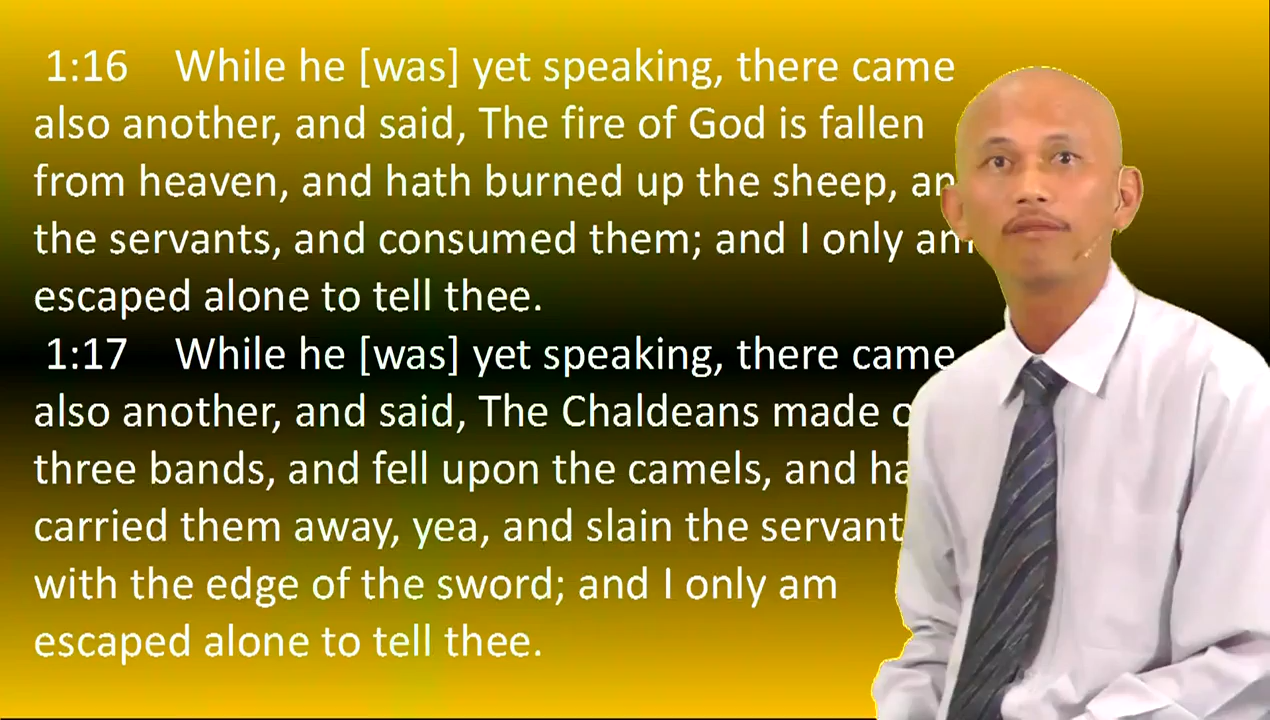 1:16 While he [was] yet speaking, there came
also another, and said, The fire of God is fallen
from heaven, and hath burned up the sheep,
the servants, and consumed them; and I only am
escaped alone to tell thee.
1:17 While he [was] yet speaking, there came
also another, and said, The Chaldeans made
three bands, and fell upon the camels, and
carried them away, yea, and slain the
with the edge of the sword; and I only am
escaped alone to tell thee.